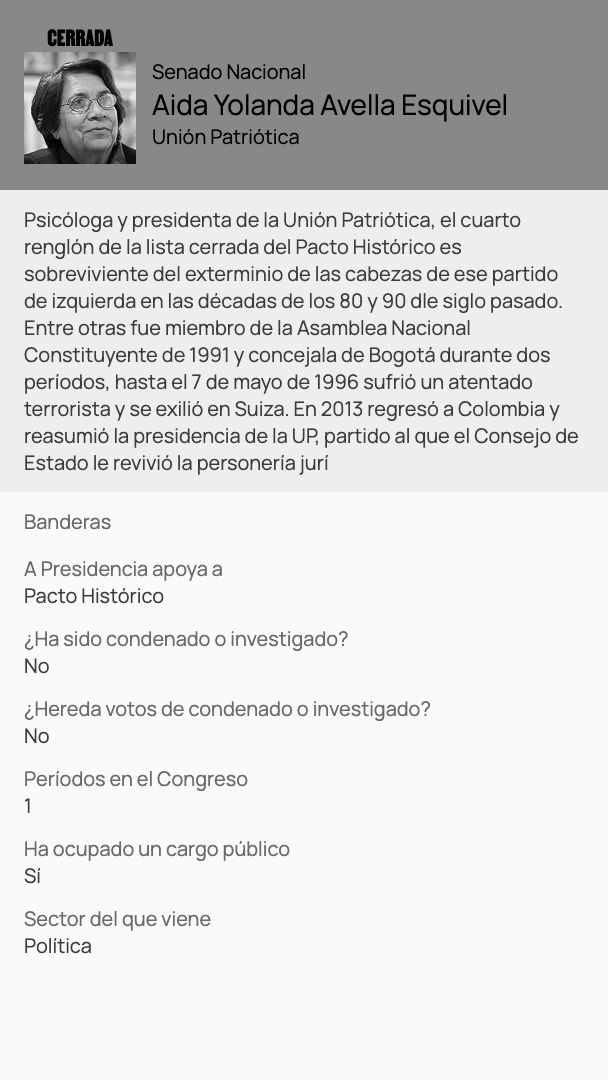 CERRADA
Senado Nacional
Aida Yolanda Avella Esquivel
Unión Patriótica
Psicóloga y presidenta de la Unión Patriótica, el cuarto
renglón de la lista cerrada del Pacto Histórico es
sobreviviente del exterminio de las cabezas de ese partido
de izquierda en las décadas de los 80 y 90 dle siglo pasado.
Entre otras fue miembro de la Asamblea Nacional
Constituyente de 1991 y concejala de Bogotá durante dos
períodos, hasta el 7 de mayo de 1996 sufrió un atentado
terrorista y se exilió en Suiza. En 2013 regresó a Colombia y
reasumió la presidencia de la UP, partido al que el Consejo de
Estado le revivió la personería jurí
Banderas
A Presidencia apoya a
Pacto Histórico
¿Ha sido condenado o investigado?
No
¿Hereda votos de condenado o investigado?
No
Períodos en el Congreso
1
Ha ocupado un cargo público
Sí
Sector del que viene
Política